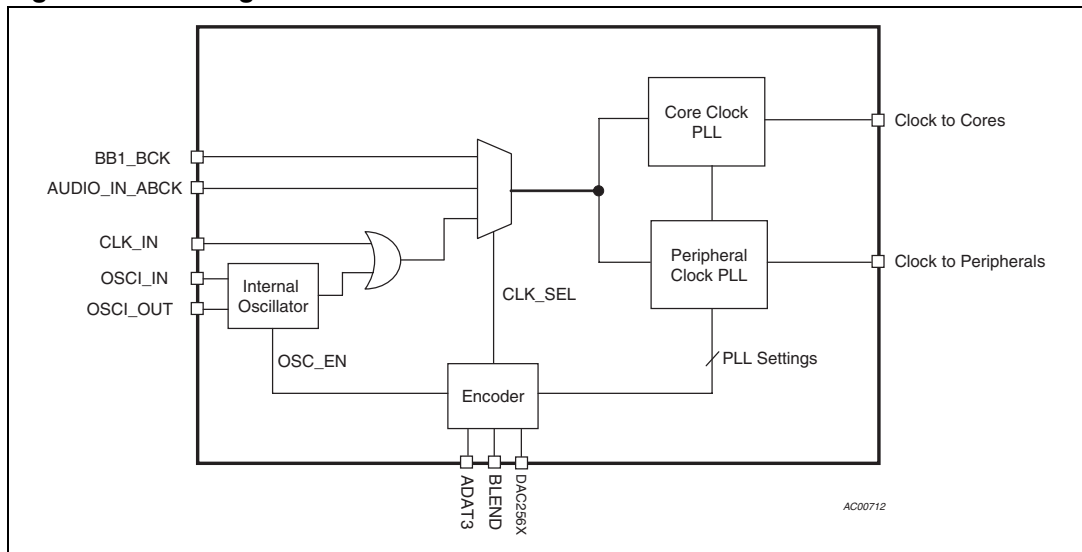 Core Clock
PLL
Clock to Cores
BB1_BCK
AUDIO_IN_ABCK
CLK_IN
OSCI_IN
OSCI_OUT
Internal
Oscillator
Peripheral
Clock PLL
Clock to Peripherals
CLK_SEL
OSC_EN
PLL Settings
Encoder
ADAT3
BLEND
DAC256X
AC00712